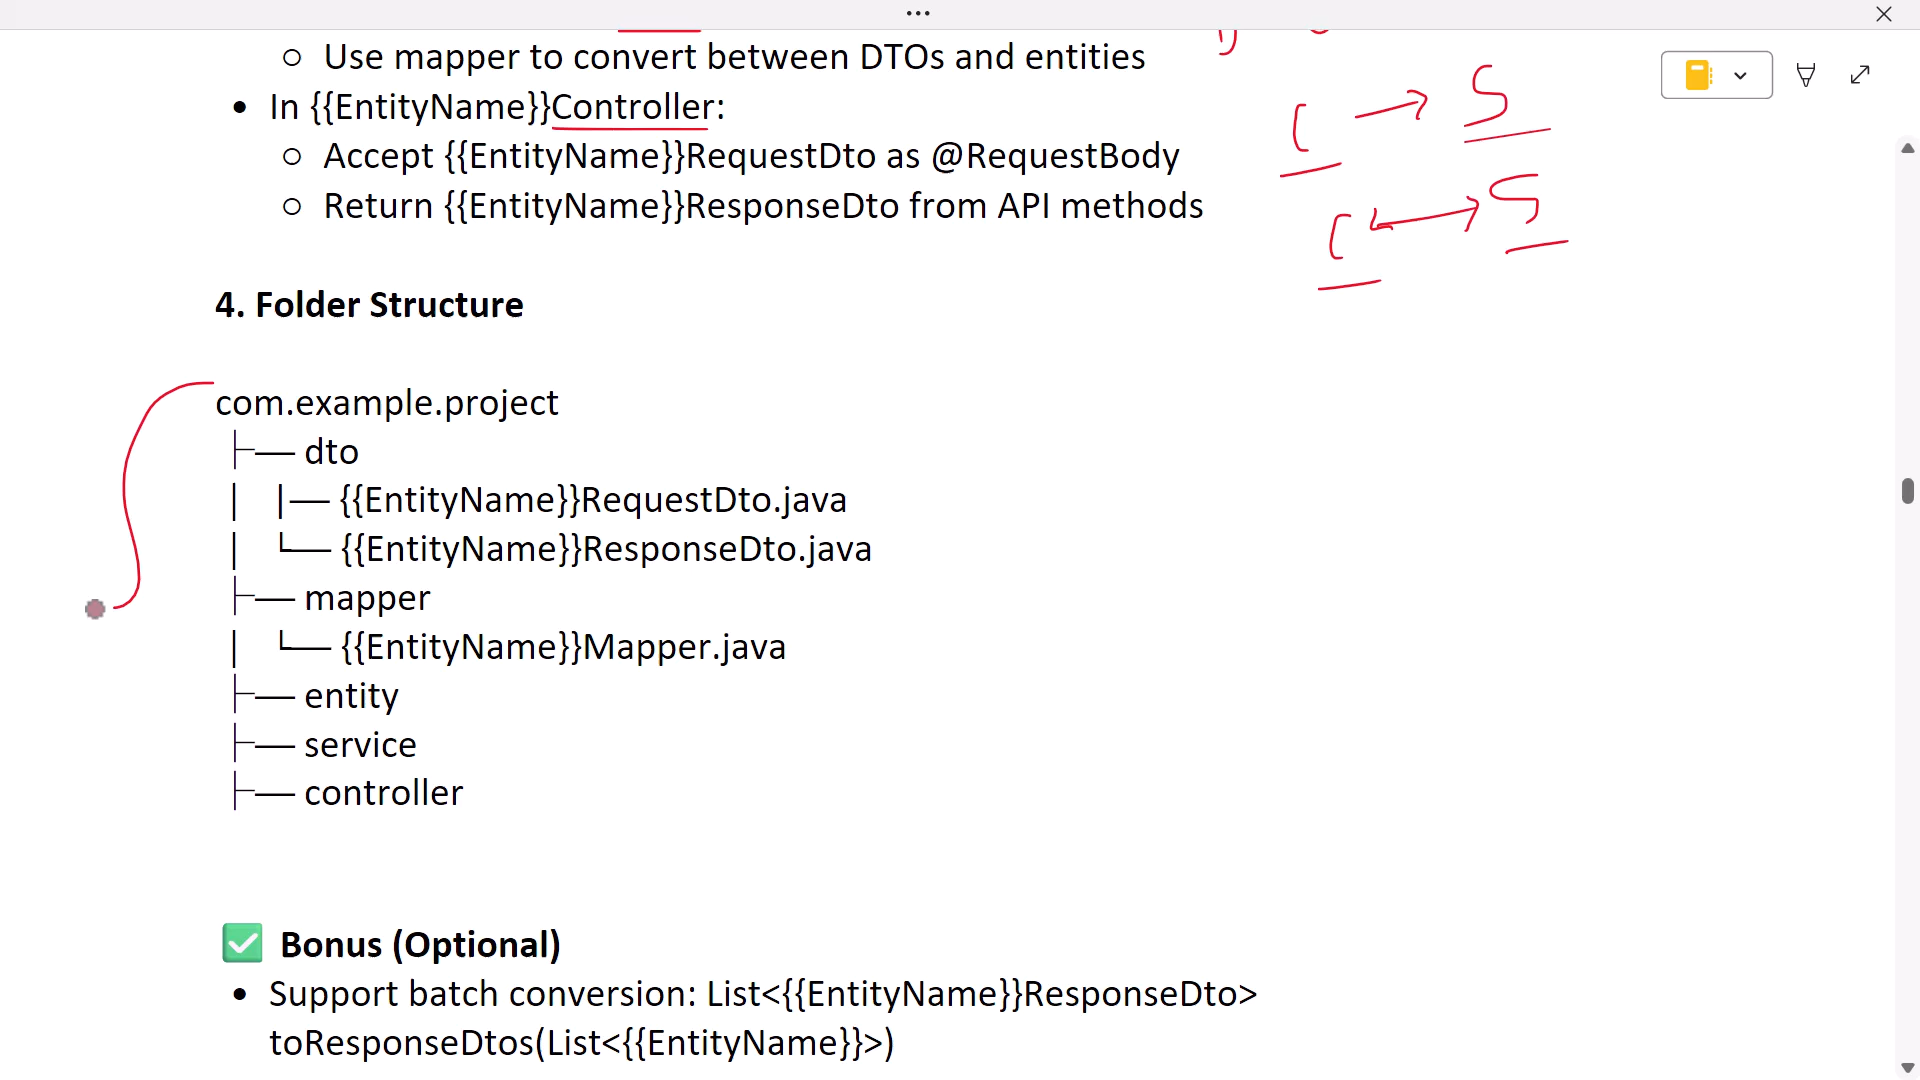 ○ Use mapper to convert between DTOs and entities
• In {{EntityName}}Controller:
○ Accept {{EntityName}}RequestDto as @RequestBody
○ Return {{EntityName}}ResponseDto from API methods
C → S
C ↔ S
4. Folder Structure
com.example.project
├── dto
│ |── {{EntityName}}RequestDto.java
│ └── {{EntityName}}ResponseDto.java
├── mapper
│ └── {{EntityName}}Mapper.java
├── entity
├── service
├── controller
✅ Bonus (Optional)
• Support batch conversion: List<{{EntityName}}ResponseDto>
toResponseDtos(List<{{EntityName}}>)